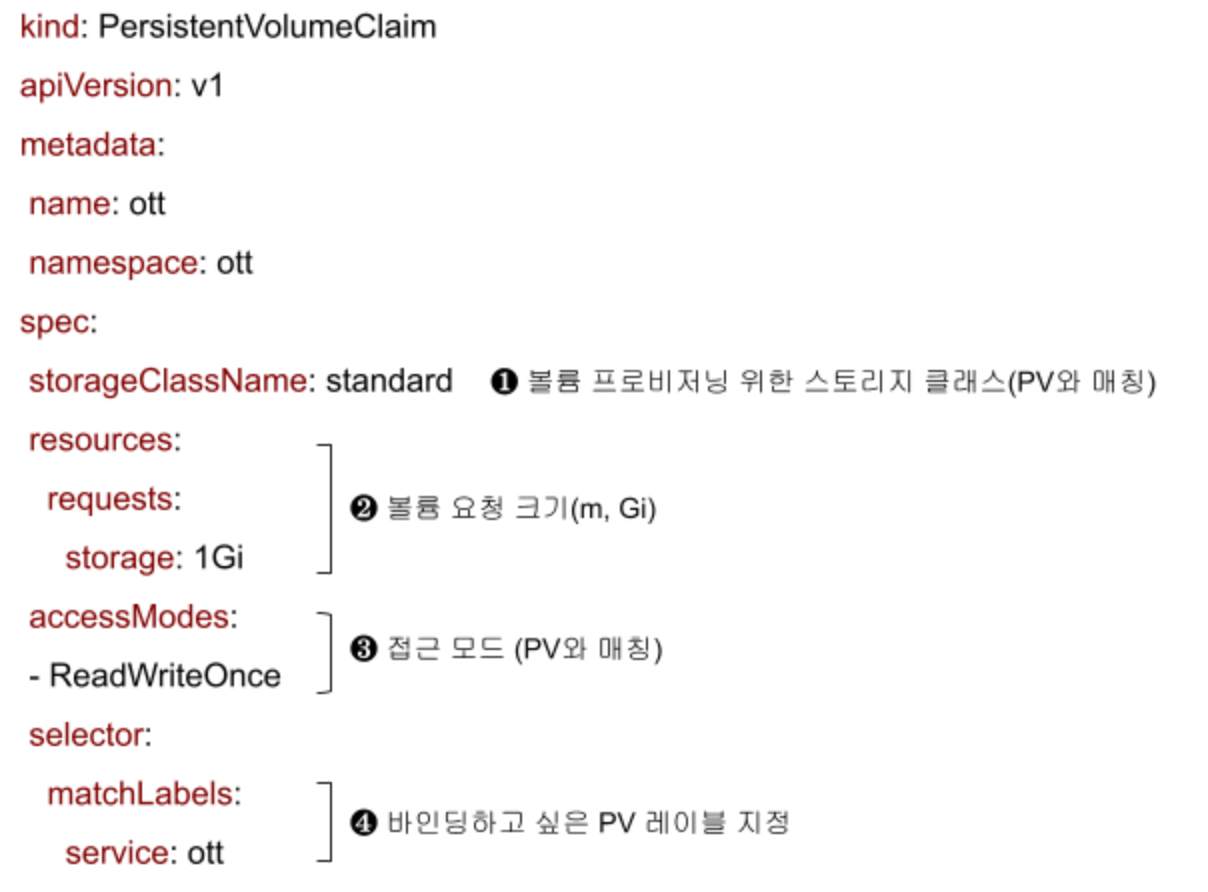 kind: PersistentVolumeClaim
apiVersion: v1
metadata:
 name: ott
 namespace: ott
spec:
 storageClassName: standard ❶ 볼륨 프로비저닝 위한 스토리지 클래스(PV와 매칭)
 resources:
  requests:
❷ 볼륨 요청 크기(m, Gi)
   storage: 1Gi
 accessModes:
❸ 접근 모드 (PV와 매칭)
 - ReadWriteOnce
 selector:
  matchLabels:
❹ 바인딩하고 싶은 PV 레이블 지정
   service: ott